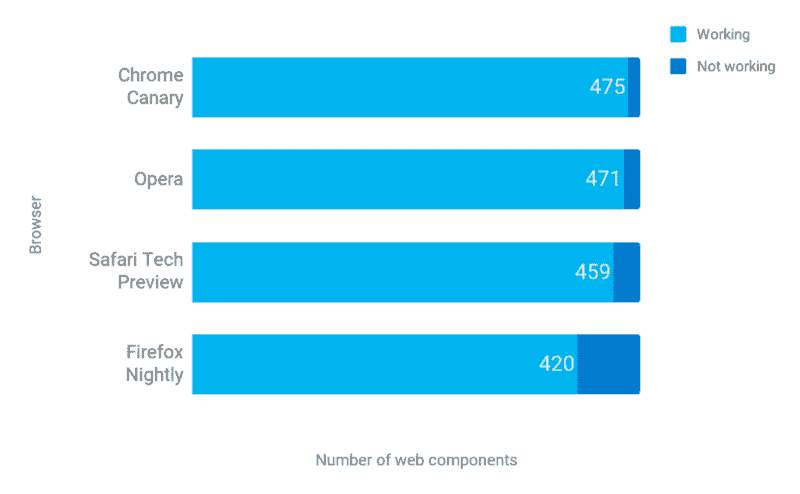 Working
Not working
Chrome
Canary
475
Opera
471
Browser
Safari Tech
Preview
459
Firefox
Nightly
420
Number of web components